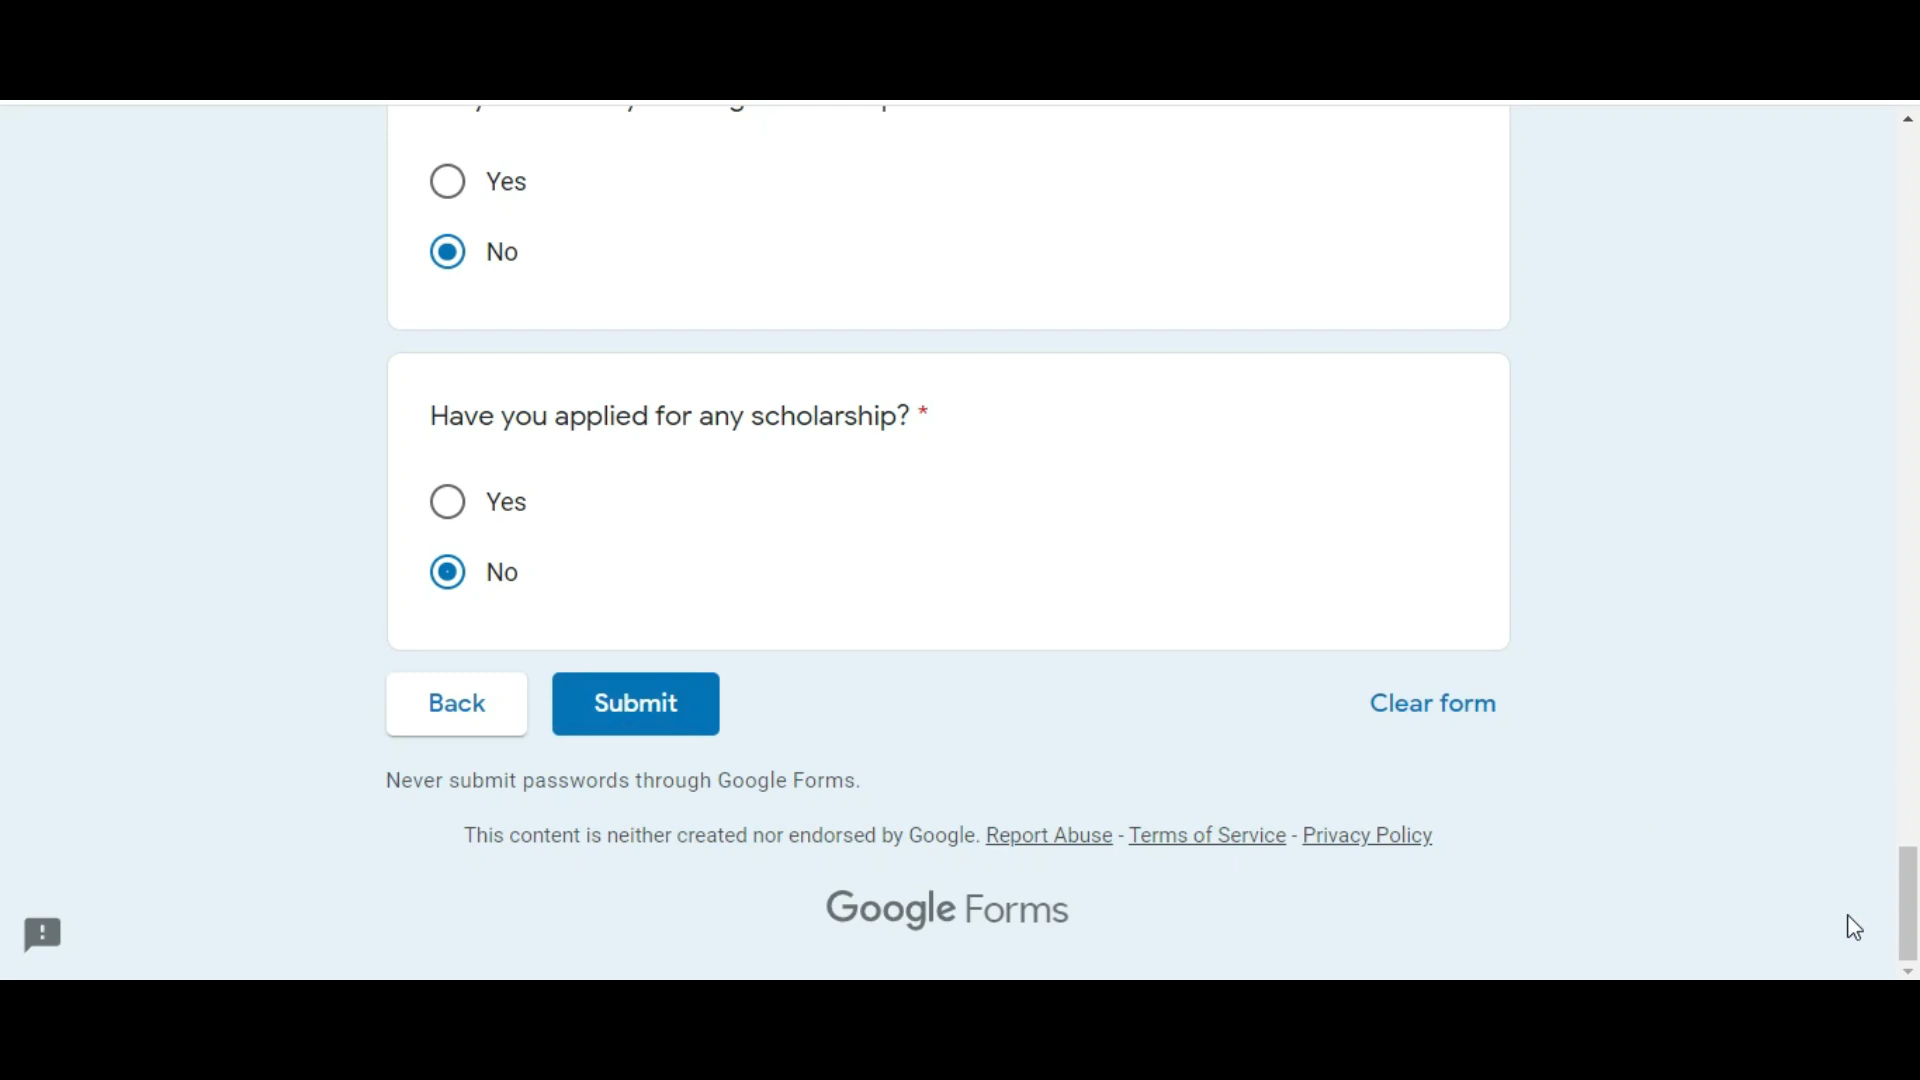 Yes
No
Have you applied for any scholarship? *
Yes
No
Back
Submit
Clear form
Never submit passwords through Google Forms.
This content is neither created nor endorsed by Google. Report Abuse - Terms of Service - Privacy Policy
Google Forms